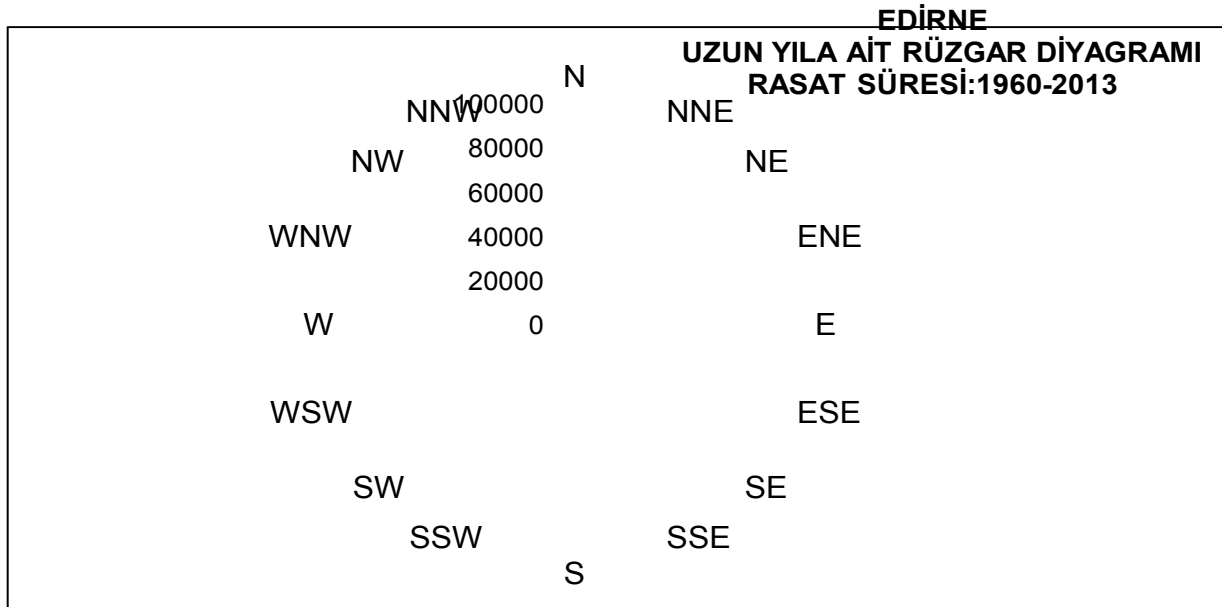 EDİRNE
UZUN YILA AİT RÜZGAR DİYAGRAMI
RASAT SÜRESİ:1960-2013
N
NNW
100000
NNE
NW
80000
NE
60000
WNW
40000
ENE
20000
W
0
E
WSW
ESE
SW
SE
SSW
SSE
S